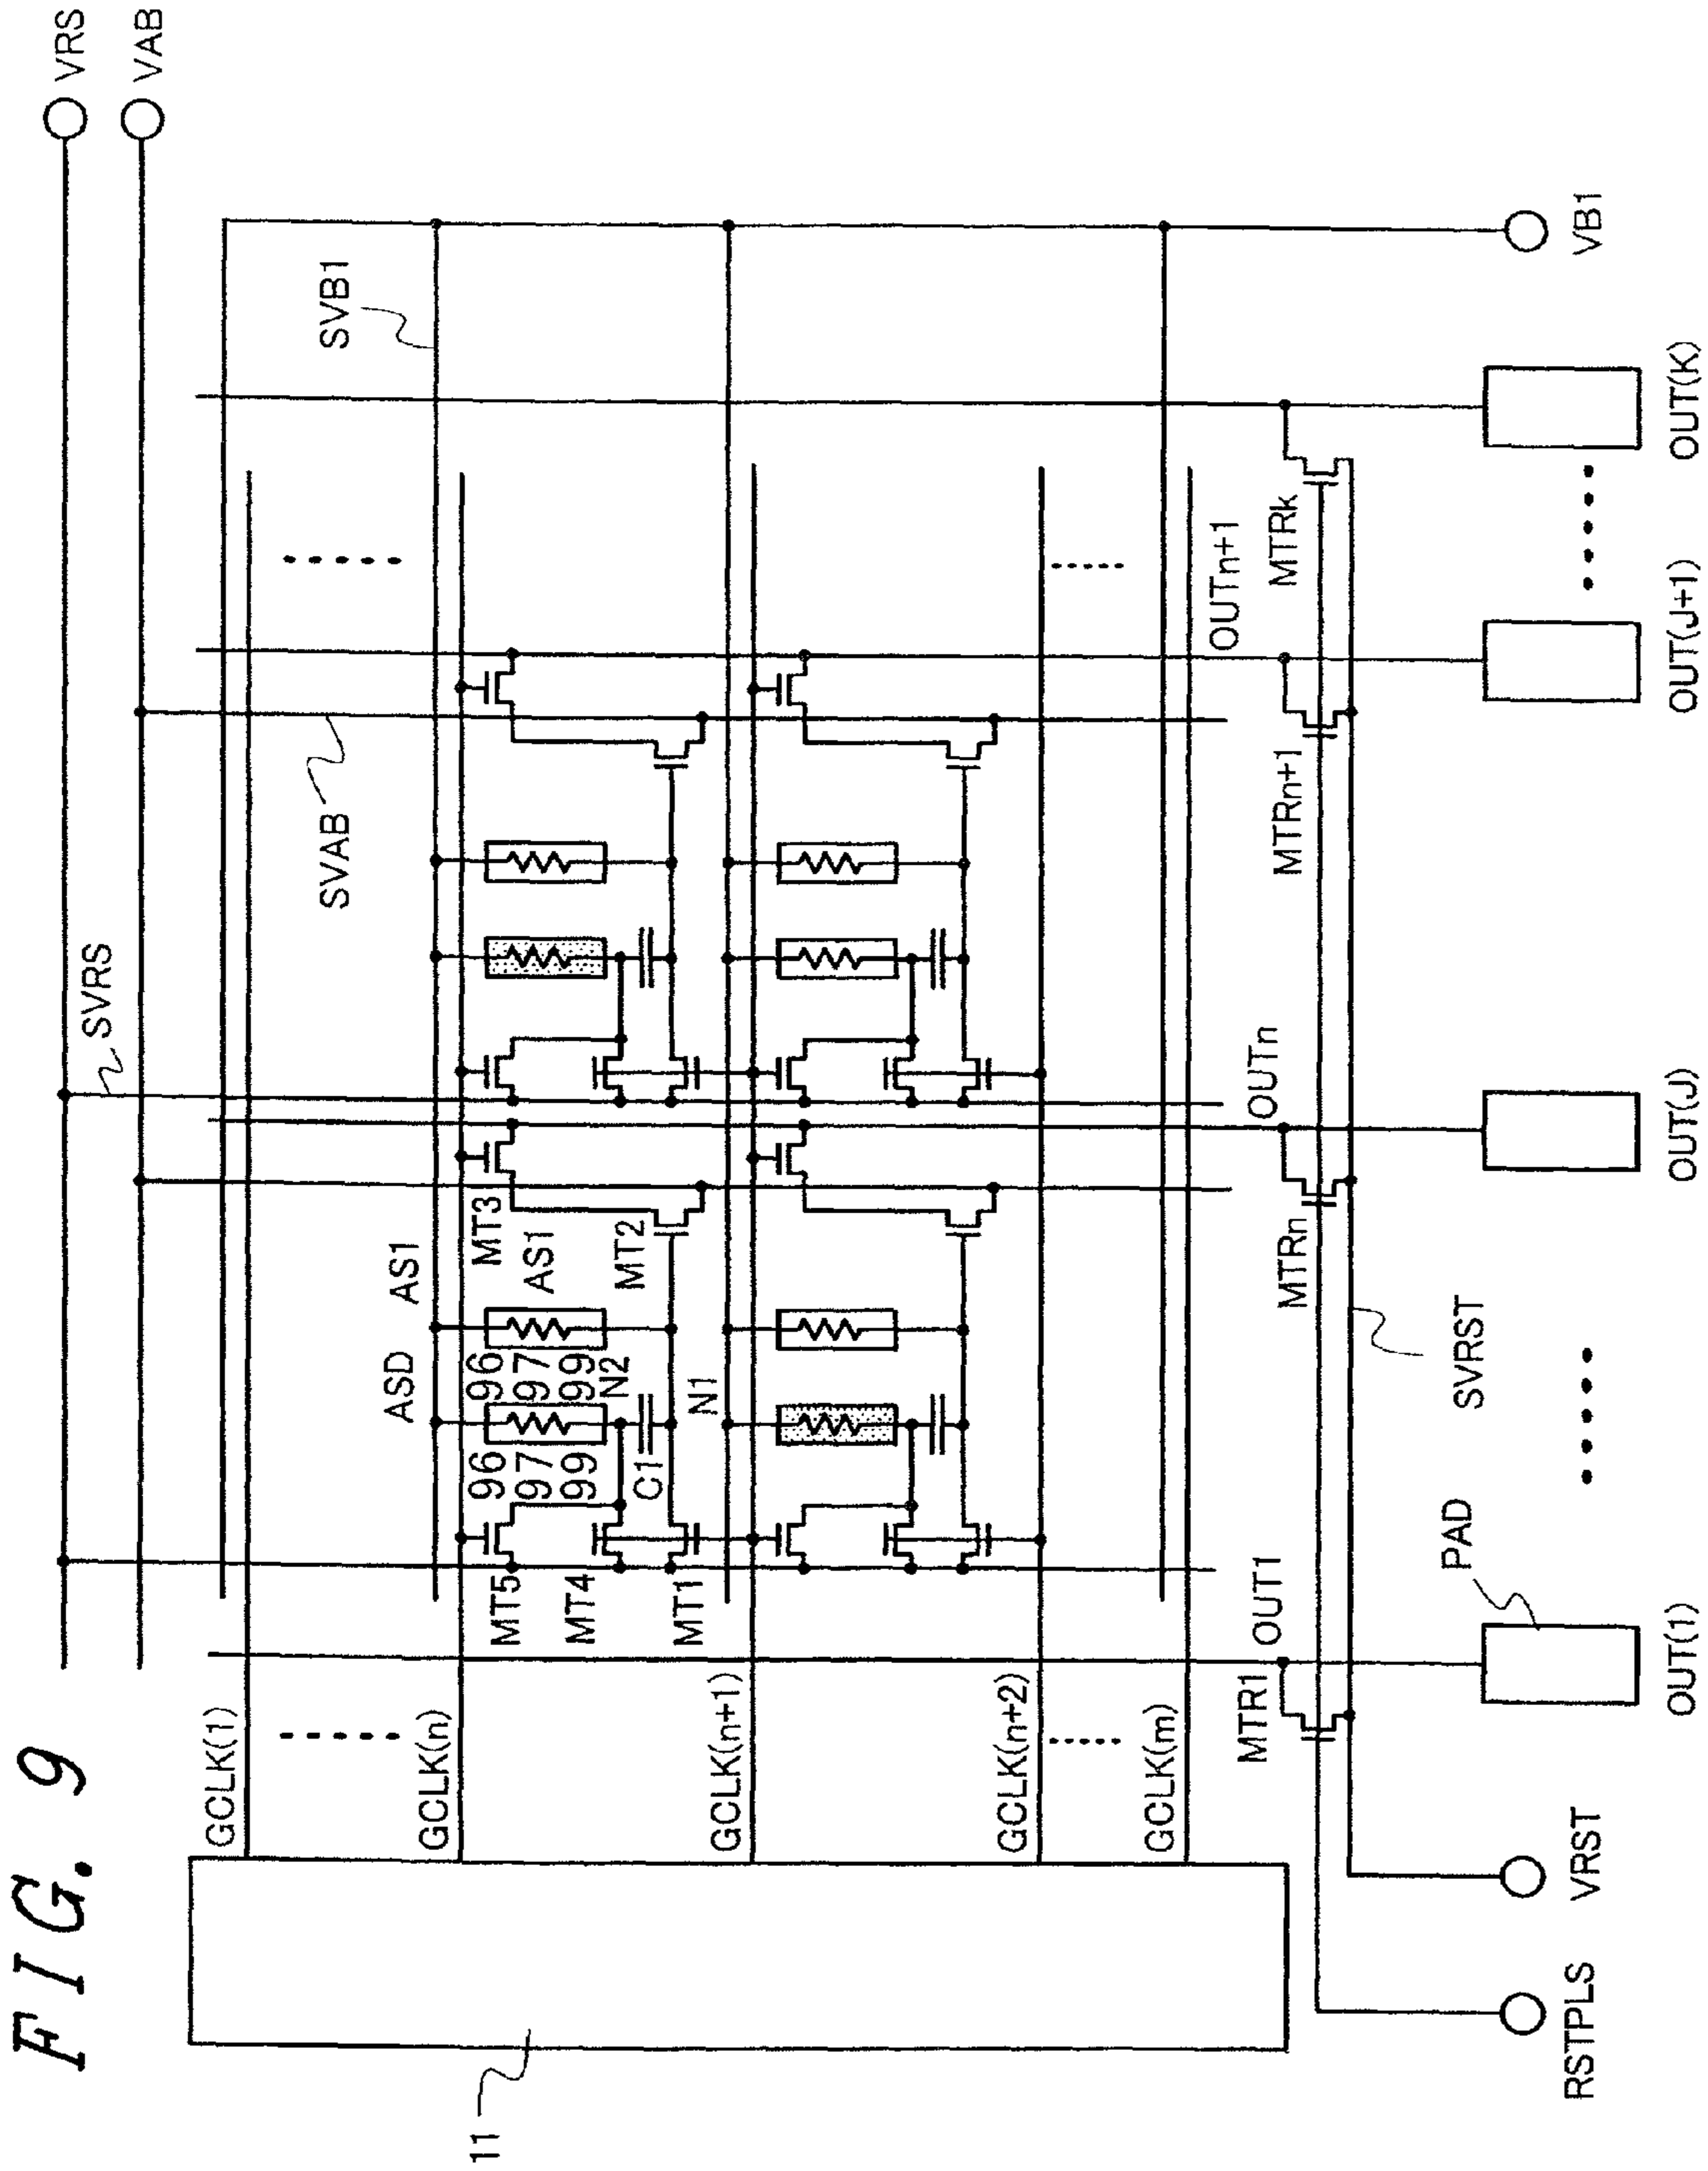 FIG. 9
VRS
VAB
SVRS
SVAB
SVB1
11
GCLK(1)
GCLK(n)
GCLK(n+1)
GCLK(n+2)
GCLK(m)
ASD
AS1
MT5
MT4
MT1
96
97
99
C1
96
97
99
N2
N1
MT3
AS1
MT2
OUT1
OUTn
OUTn+1
MTR1
MTRn
MTRn+1
MTRk
RSTPLS
VRST
SVRST
PAD
OUT(1)
OUT(J)
OUT(J+1)
OUT(K)
VB1